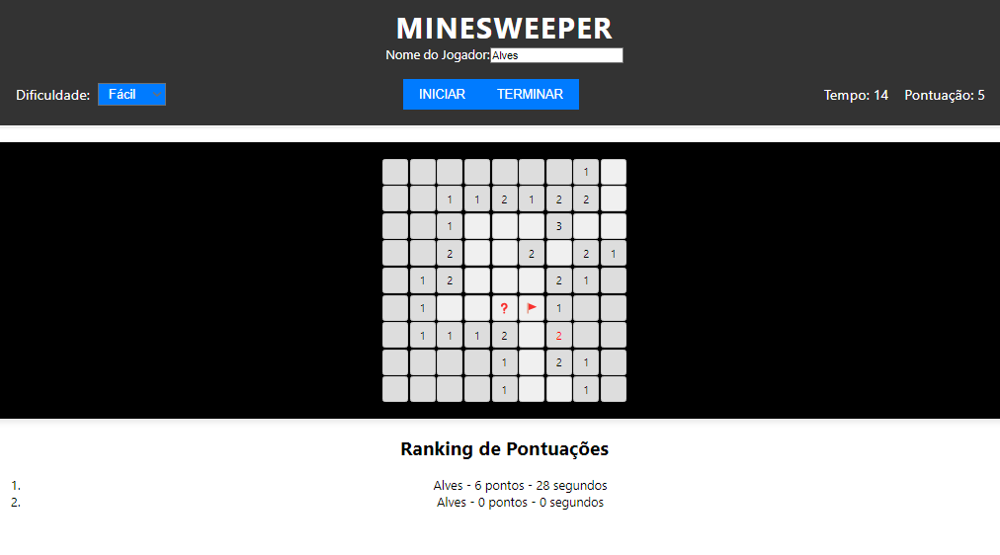 MINESWEEPER
Nome do Jogador: Alves
Dificuldade: Fácil INICIAR TERMINAR Tempo: 14 Pontuação: 5
1
1 1 2 1 2 2
1 3
2 2 2 1
1 2 2 1
1 ? 1
1 1 1 2 2
1 2 1
1 1
Ranking de Pontuações
1. Alves - 6 pontos - 28 segundos
2. Alves - 0 pontos - 0 segundos